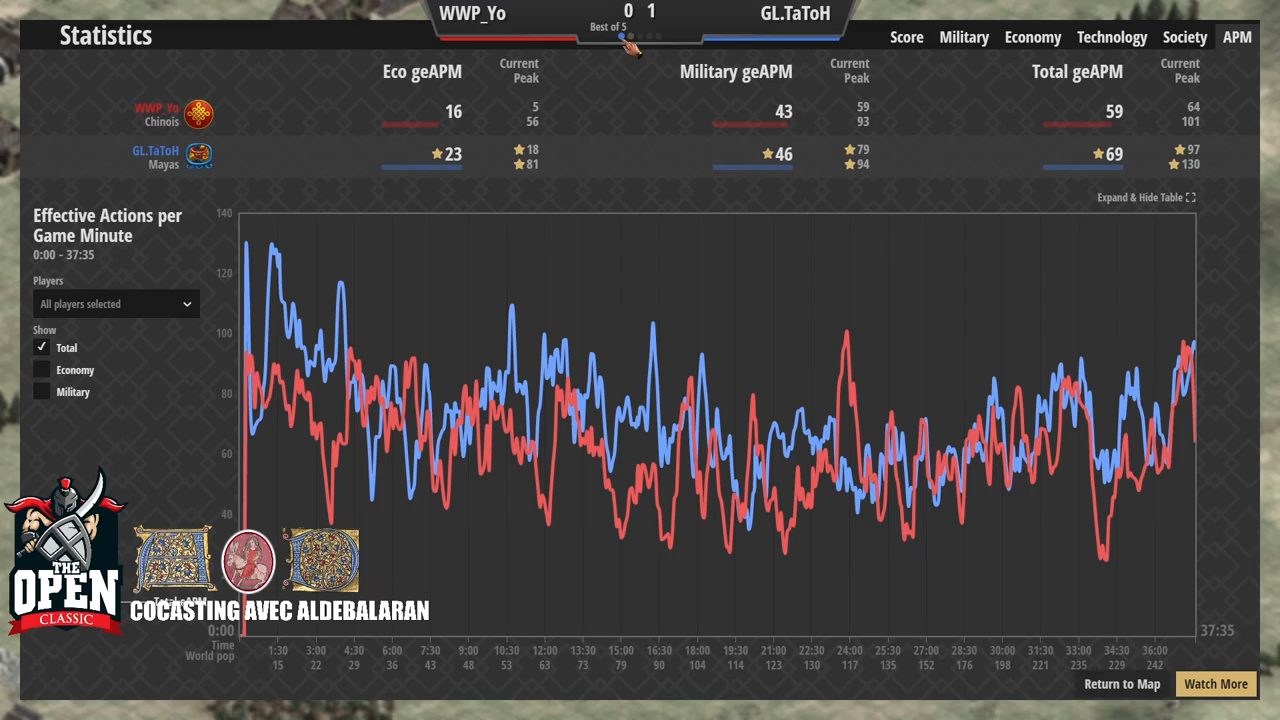 WWP_Yo 0 1 GL.TaToH
Best of 5
Statistics
Score Military Economy Technology Society APM
Eco geAPM Current Peak Military geAPM Current Peak Total geAPM Current Peak
WWP_Yo
Chinois
16 5 56 43 59 93 59 64 101
GL.TaToH
Mayas
23 18 81 46 79 94 69 97 130
Expand & Hide Table
Effective Actions per
Game Minute
0:00 - 37:35
Players
All players selected
Show
Total
Economy
Military
140
120
100
80
60
40
THE
OPEN
CLASSIC
COCASTING AVEC ALDEBALARAN
0:00 37:35
Time 1:30 3:00 4:30 6:00 7:30 9:00 10:30 12:00 13:30 15:00 16:30 18:00 19:30 21:00 22:30 24:00 25:30 27:00 28:30 30:00 31:30 33:00 34:30 36:00
World pop 15 22 29 36 43 48 53 63 73 79 90 104 114 123 130 117 135 152 176 198 221 235 229 242
Return to Map Watch More